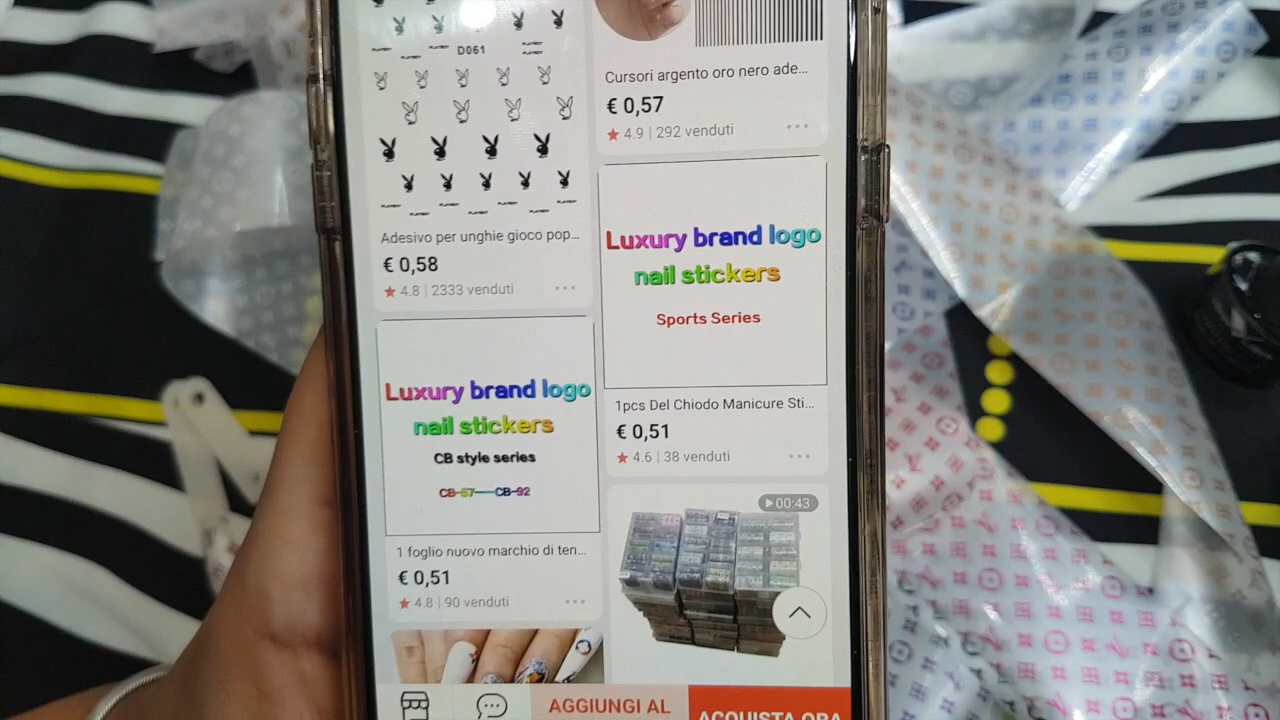 D061
Adesivo per unghie gioco pop...
€ 0,58
4.8 | 2333 venduti
Luxury brand logo
nail stickers
CB style series
CB-57——CB-92
1 foglio nuovo marchio di ten...
€ 0,51
4.8 | 90 venduti
Cursori argento oro nero ade...
€ 0,57
4.9 | 292 venduti
Luxury brand logo
nail stickers
Sports Series
1pcs Del Chiodo Manicure Sti...
€ 0,51
4.6 | 38 venduti
00:43
AGGIUNGI AL
ACQUISTA ORA